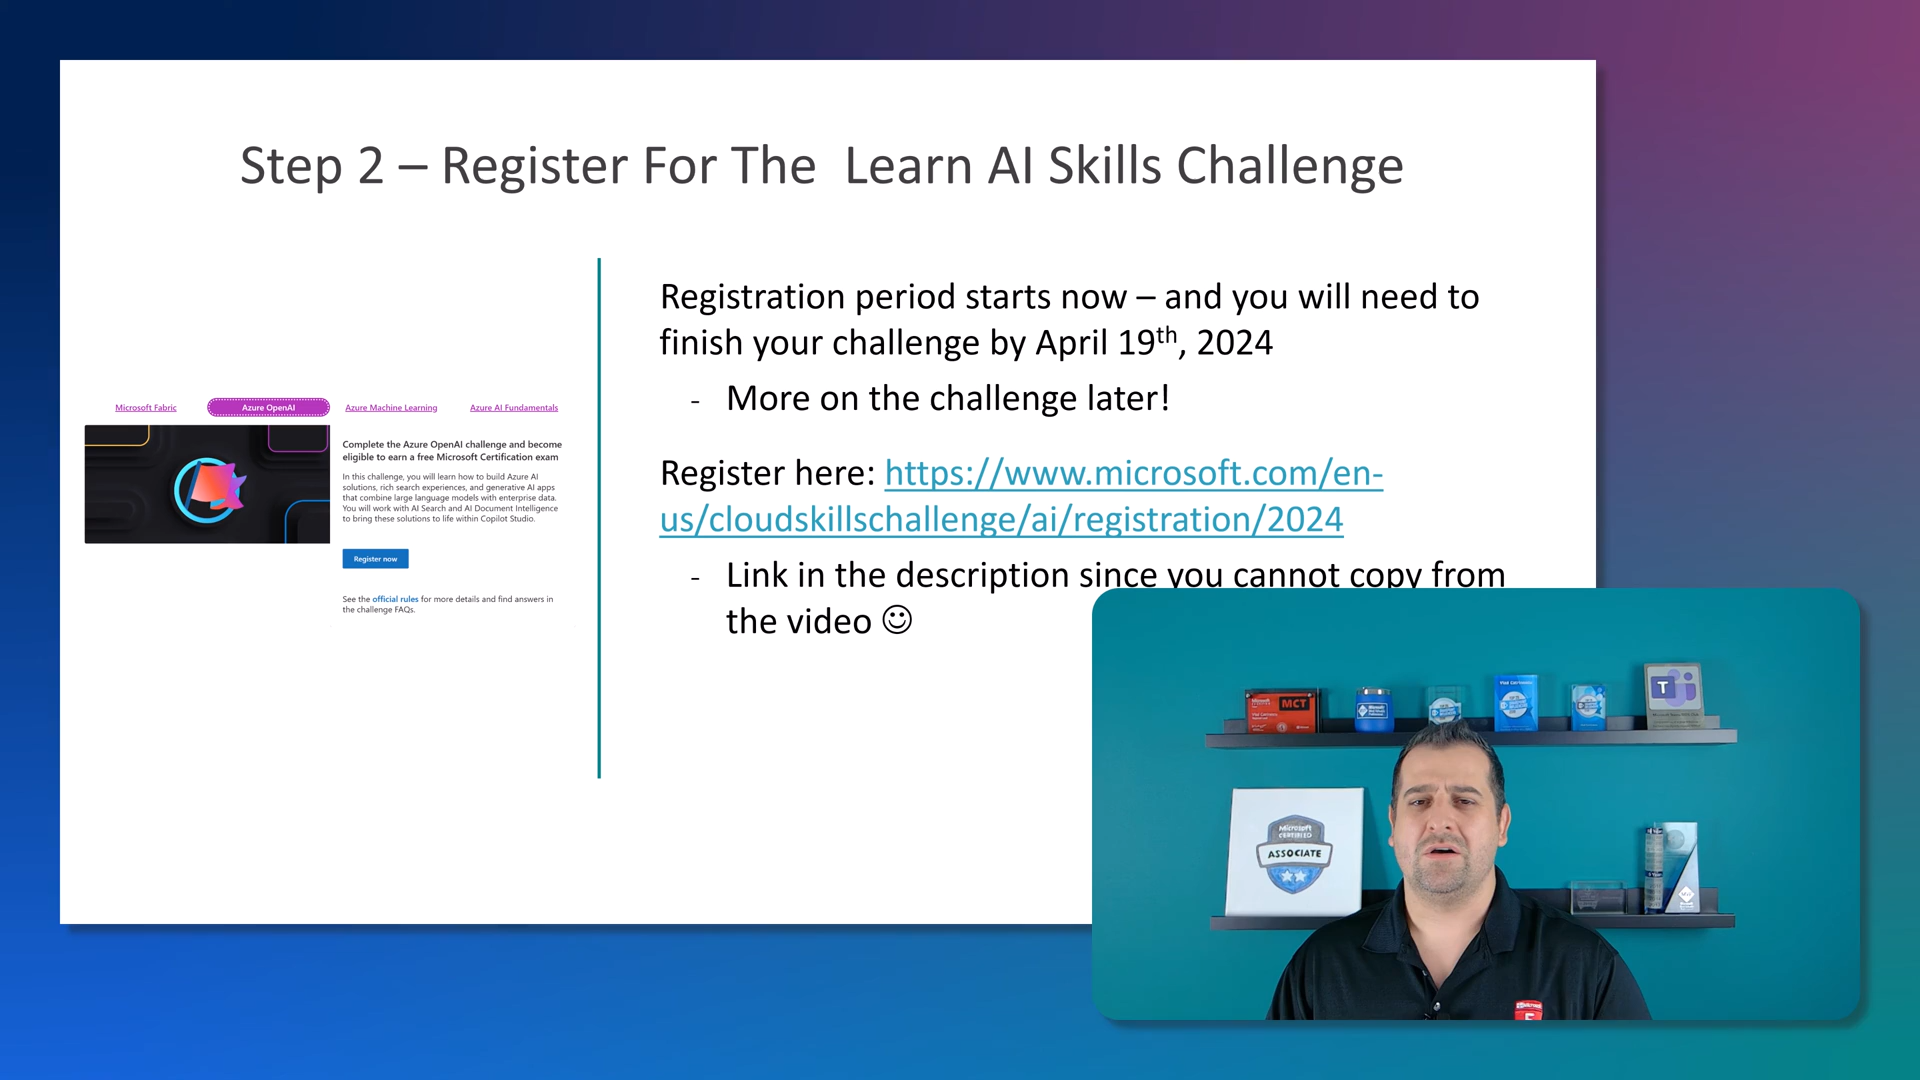 Step 2 – Register For The  Learn AI Skills Challenge
Microsoft Fabric
Azure OpenAI
Azure Machine Learning
Azure AI Fundamentals
Complete the Azure OpenAI challenge and become
eligible to earn a free Microsoft Certification exam
In this challenge, you will learn how to build Azure AI
solutions, rich search experiences, and generative AI apps
that combine large language models with enterprise data.
You will work with AI Search and AI Document Intelligence
to bring these solutions to life within Copilot Studio.
Register now
See the official rules for more details and find answers in
the challenge FAQs.
Registration period starts now – and you will need to
finish your challenge by April 19th, 2024
- More on the challenge later!
Register here: https://www.microsoft.com/en-
us/cloudskillschallenge/ai/registration/2024
- Link in the description since you cannot copy from
the video ☺
MCT
T
Microsoft
CERTIFIED
ASSOCIATE